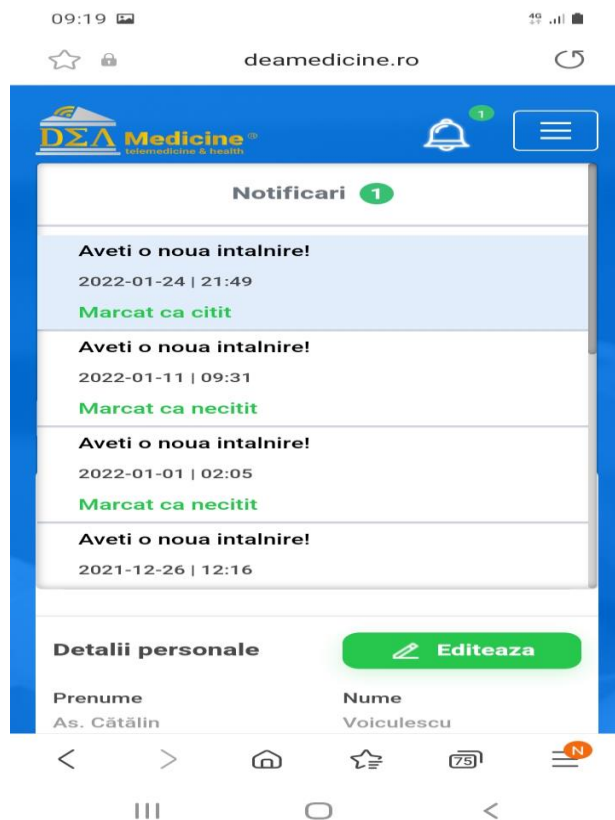 09:19
4G
deamedicine.ro
DΣΛ Medicine ®
telemedicine & health
1
Notificari 1
Aveti o noua intalnire!
2022-01-24 | 21:49
Marcat ca citit
Aveti o noua intalnire!
2022-01-11 | 09:31
Marcat ca necitit
Aveti o noua intalnire!
2022-01-01 | 02:05
Marcat ca necitit
Aveti o noua intalnire!
2021-12-26 | 12:16
Detalii personale
Editeaza
Prenume
Nume
As. Cătălin
Voiculescu
75
N